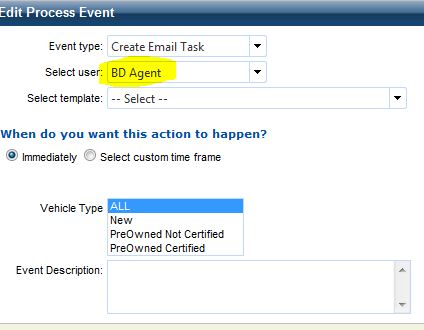 Edit Process Event
Event type: Create Email Task
Select user: BD Agent
Select template: -- Select --
When do you want this action to happen?
Immediately Select custom time frame
Vehicle Type ALL
New
PreOwned Not Certified
PreOwned Certified
Event Description: